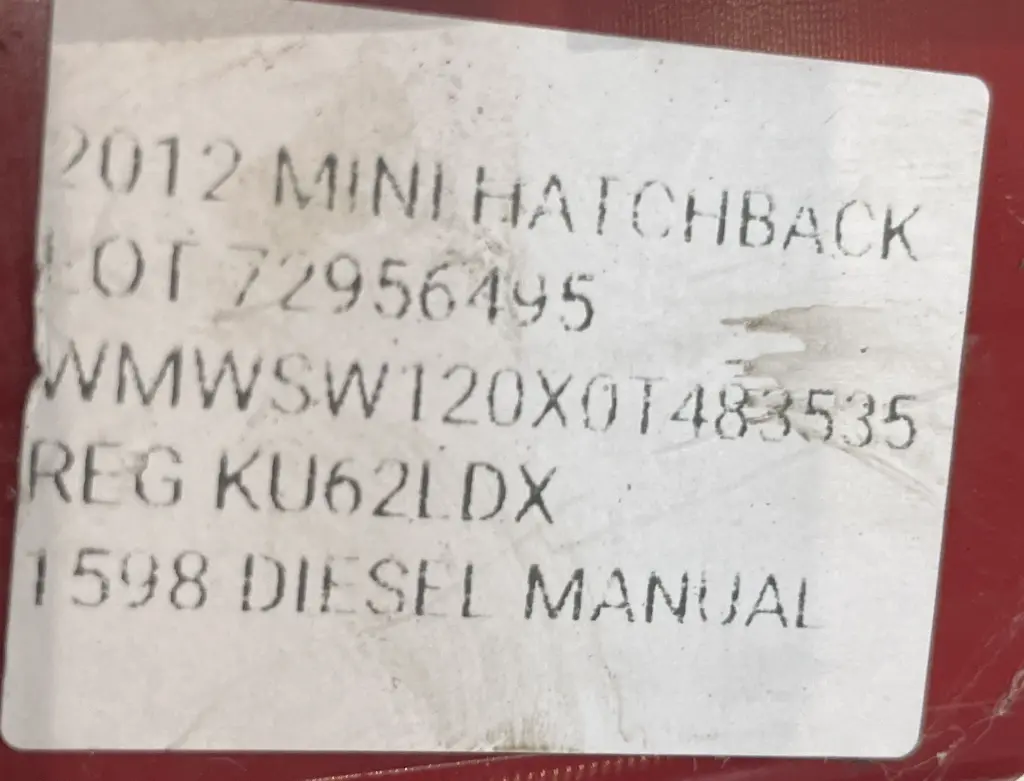 2012 MINI HATCHBACK
LOT 72956495
WMWSW120X0T483535
REG KU62LDX
1598 DIESEL MANUAL